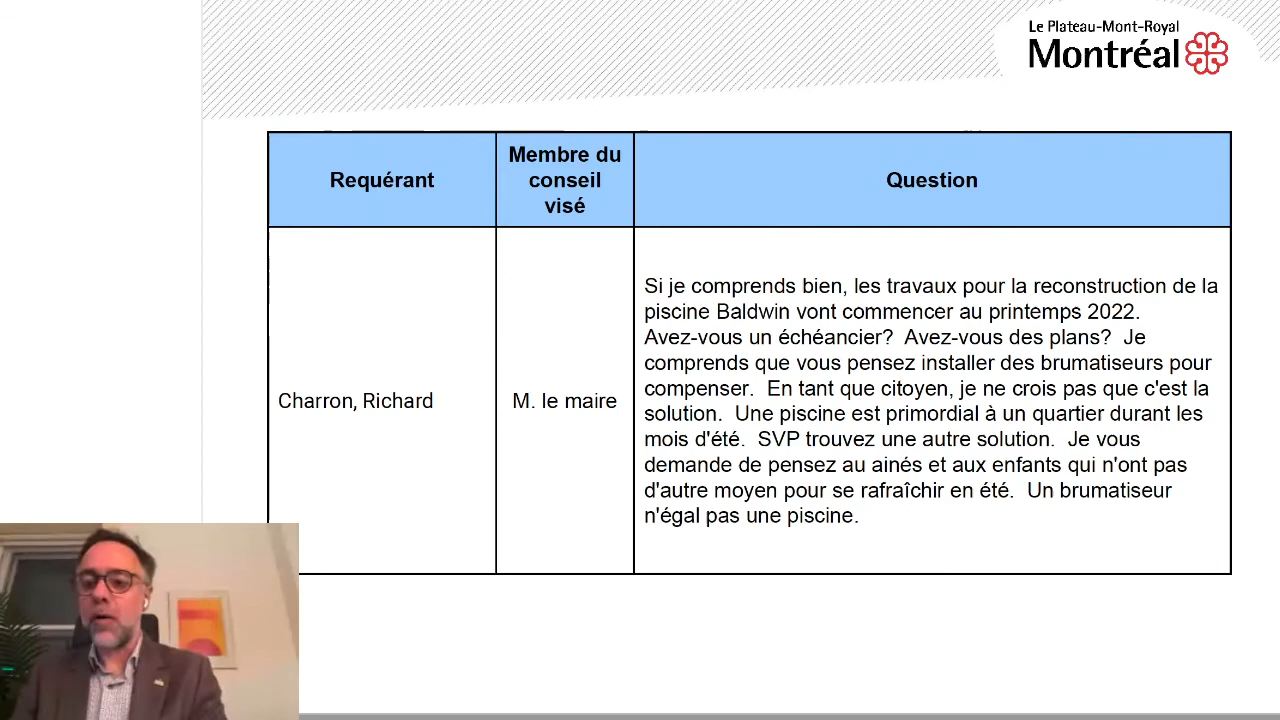 Le Plateau-Mont-Royal
Montréal
Requérant
Membre du
conseil
visé
Question
Charron, Richard
M. le maire
Si je comprends bien, les travaux pour la reconstruction de la
piscine Baldwin vont commencer au printemps 2022.
Avez-vous un échéancier?  Avez-vous des plans?  Je
comprends que vous pensez installer des brumatiseurs pour
compenser.  En tant que citoyen, je ne crois pas que c'est la
solution.  Une piscine est primordial à un quartier durant les
mois d'été.  SVP trouvez une autre solution.  Je vous
demande de pensez au ainés et aux enfants qui n'ont pas
d'autre moyen pour se rafraîchir en été.  Un brumatiseur
n'égal pas une piscine.